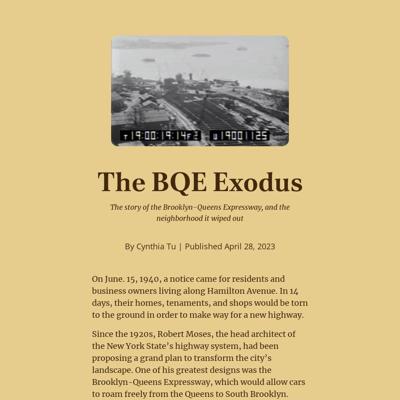 T 19:00:19:14F2 U 19001125
The BQE Exodus
The story of the Brooklyn-Queens Expressway, and the
neighborhood it wiped out
By Cynthia Tu | Published April 28, 2023
On June. 15, 1940, a notice came for residents and
business owners living along Hamilton Avenue. In 14
days, their homes, tenaments, and shops would be torn
to the ground in order to make way for a new highway.
Since the 1920s, Robert Moses, the head architect of
the New York State's highway system, had been
proposing a grand plan to transform the city's
landscape. One of his greatest designs was the
Brooklyn-Queens Expressway, which would allow cars
to roam freely from the Queens to South Brooklyn.